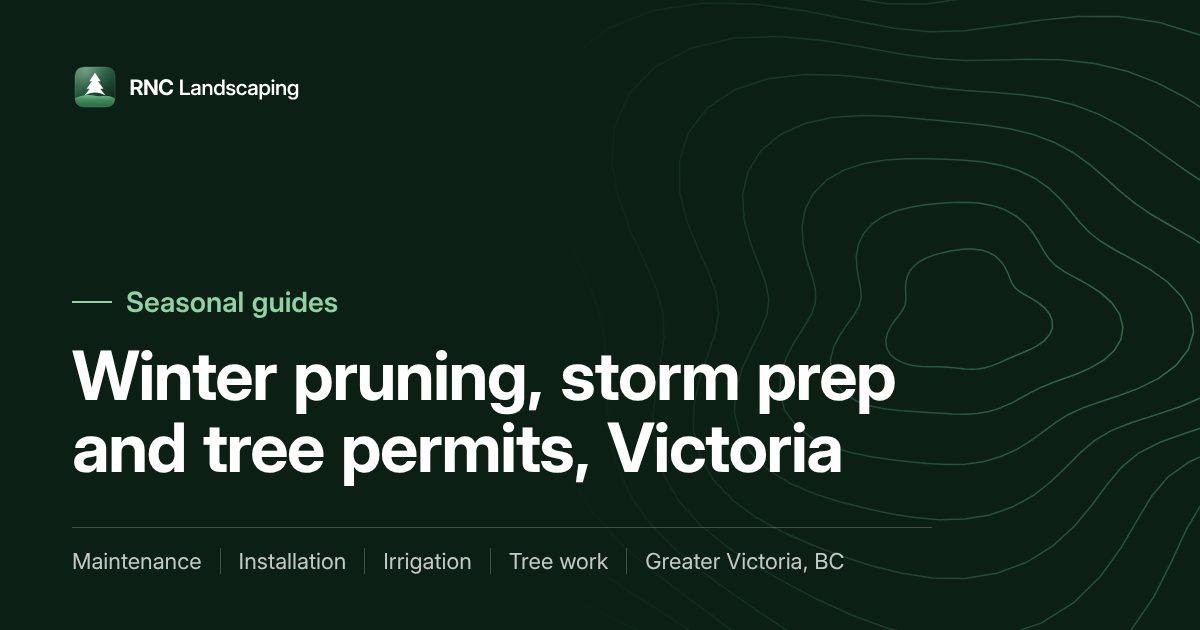 RNC Landscaping
Seasonal guides
Winter pruning, storm prep
and tree permits, Victoria
Maintenance Installation Irrigation Tree work Greater Victoria, BC